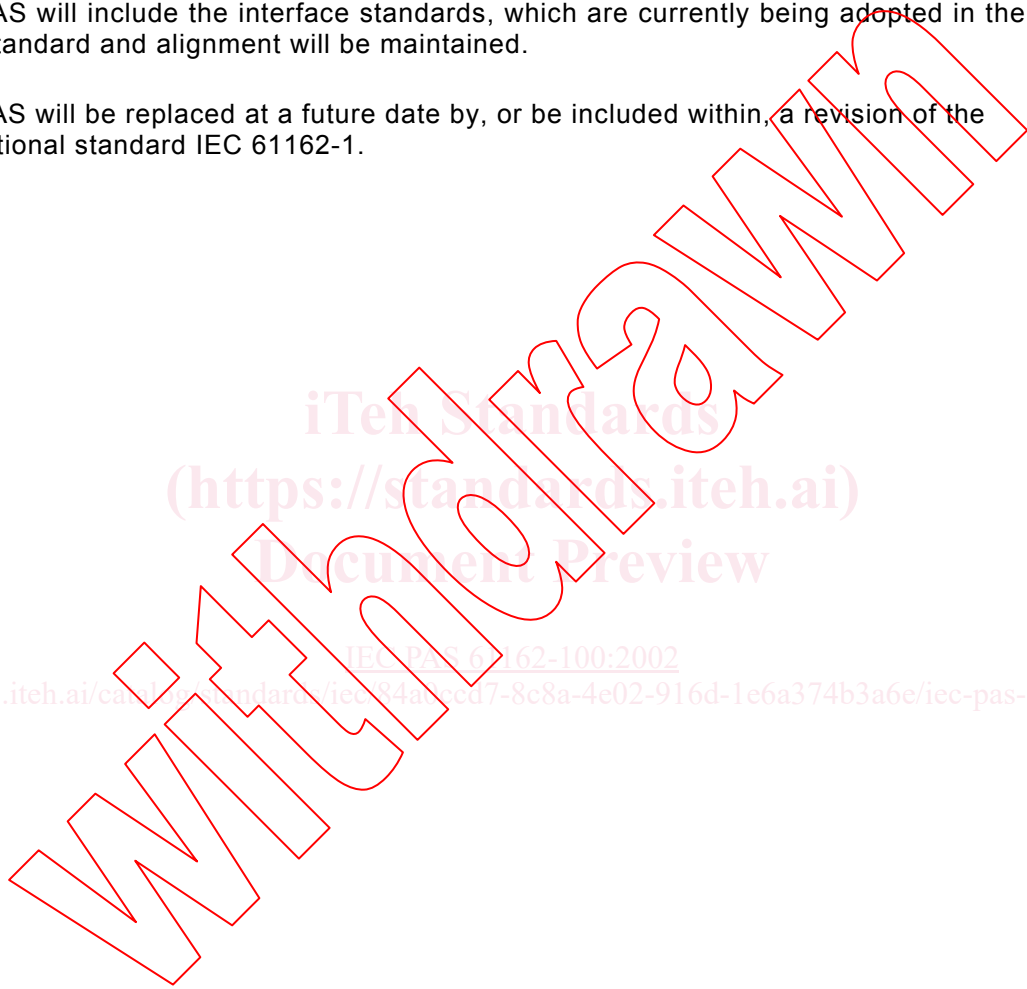 AS will include the interface standards, which are currently being adopted in the
tandard and alignment will be maintained.
AS will be replaced at a future date by, or be included within, a revision of the
tional standard IEC 61162-1.
iTeh Standards
(https://standards.iteh.ai)
Document Preview
IEC PAS 61162-100:2002
.iteh.ai/catalog/standards/iec/84a0ccd7-8c8a-4e02-916d-1e6a374b3a6e/iec-pas-
withdrawn